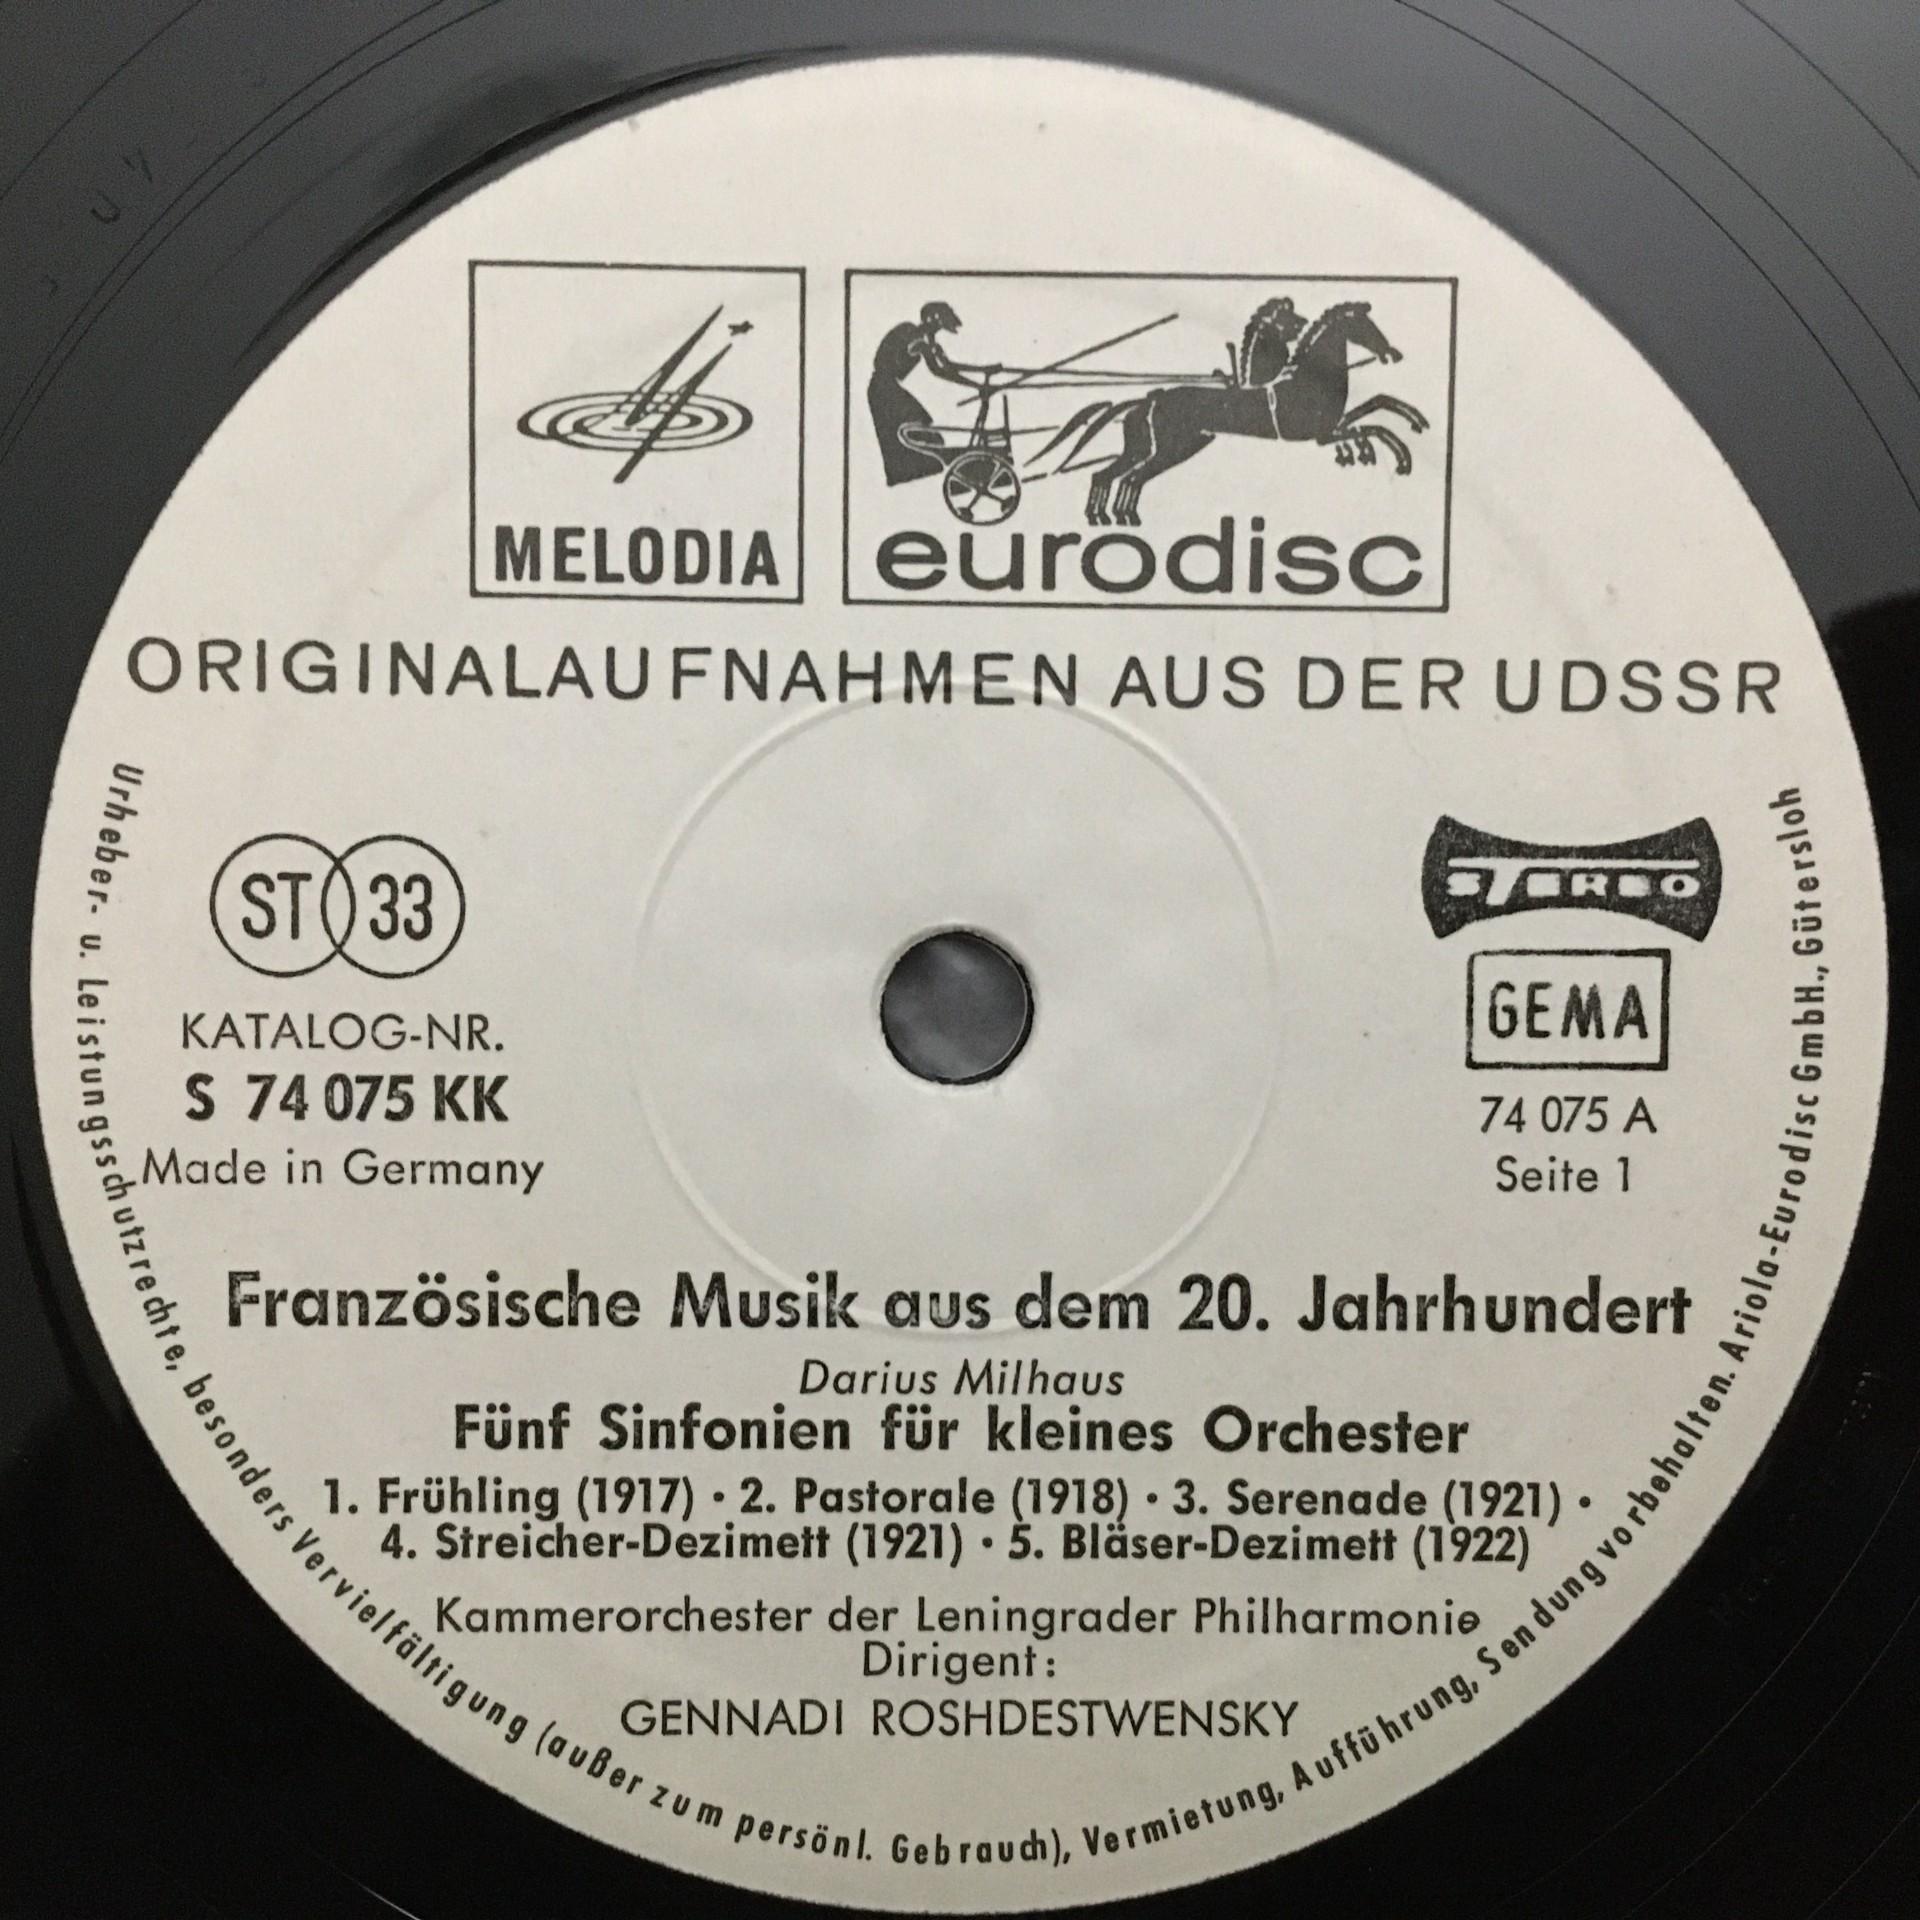 MELODIA
eurodisc
ORIGINALAUFNAHMEN AUS DER UDSSR
ST 33
KATALOG-NR.
S 74 075 KK
Made in Germany
STEREO
GEMA
74 075 A
Seite 1
Französische Musik aus dem 20. Jahrhundert
Darius Milhaus
Fünf Sinfonien für kleines Orchester
1. Frühling (1917) · 2. Pastorale (1918) · 3. Serenade (1921) ·
4. Streicher-Dezimett (1921) · 5. Bläser-Dezimett (1922)
Kammerorchester der Leningrader Philharmonie
Dirigent:
GENNADI ROSHDESTWENSKY
Urheber- u. Leistungsschutzrechte, besonders Vervielfältigung (außer zum persönl. Gebrauch), Vermietung, Aufführung, Sendung vorbehalten. Ariola-Eurodisc GmbH., Gütersloh